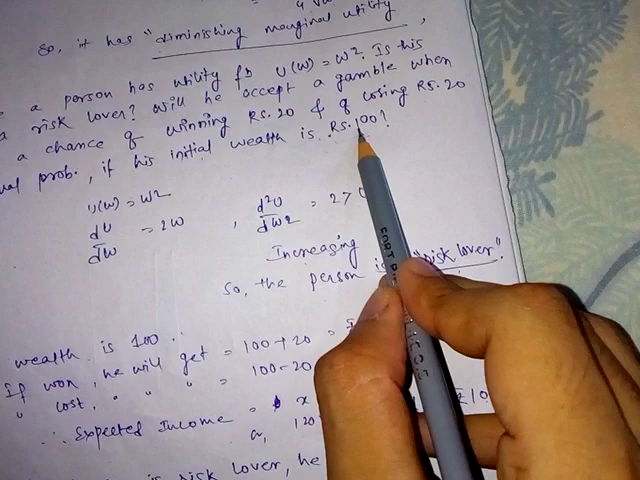 So, it has "diminishing marginal utility",
a person has utility fn U(W) = W². Is this
a risk lover? Will he accept a gamble when
a chance of winning RS.20 & of losing RS.20
prob., if his initial wealth is RS.100?
U(W) = W2
dU/dW = 2W , d²U/dW2 = 2 >
Increasing
So, the person is "risk lover".
wealth is 100.
If won, he will get = 100+20 =
" lost, " " " = 100-20
∴ Expected Income =
120
is risk lover, he